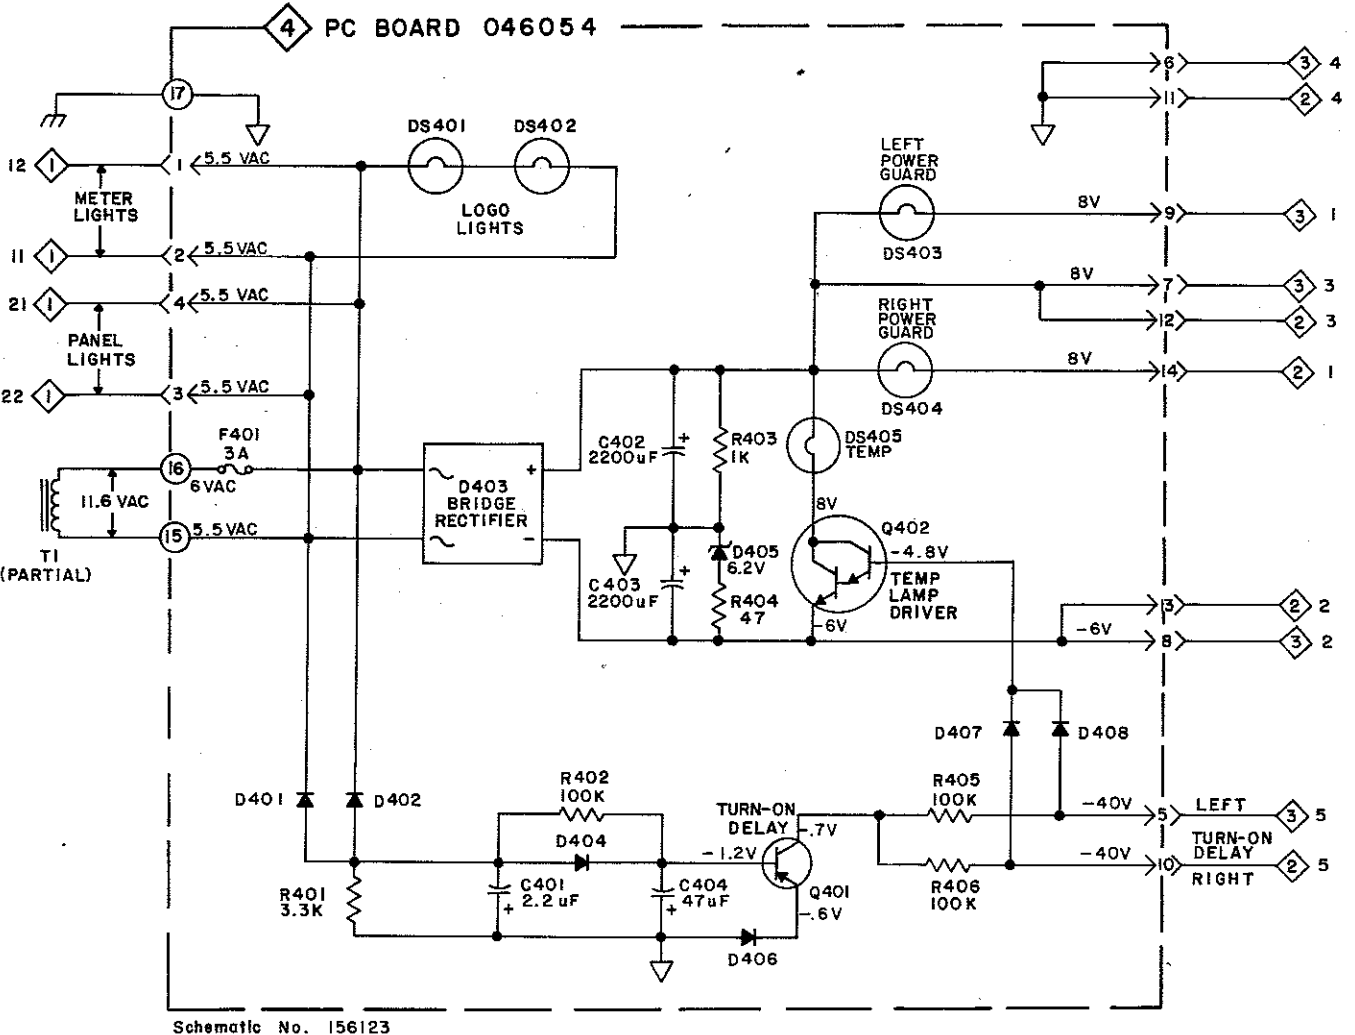 4 PC BOARD 046054
17
6 3 4
11 2 4
DS401 DS402
12 1 1 5.5 VAC
METER
LIGHTS
LOGO
LIGHTS
11 1 2 5.5 VAC
21 1 4 5.5 VAC
PANEL
LIGHTS
22 1 3 5.5 VAC
LEFT
POWER
GUARD
8V 9 3 1
DS403
8V 7 3 3
12 2 3
RIGHT
POWER
GUARD
8V 14 2 1
DS404
F401
3A
16
6 VAC
11.6 VAC
15 5.5 VAC
T1
(PARTIAL)
~ +
D403
BRIDGE
RECTIFIER
~ –
C402
2200uF
+
R403
1K
DS405
TEMP
8V
Q402
-4.8V
TEMP
LAMP
DRIVER
-6V
D405
6.2V
C403
2200uF
+
R404
47
13 2 2
-6V 8 3 2
D407 D408
D401 D402
R402
100K
D404
TURN-ON
DELAY
-.7V
-1.2V
Q401
-.6V
R405
100K
-40V 5 LEFT 3 5
TURN-ON
DELAY
-40V 10 RIGHT 2 5
R406
100K
R401
3.3K
C401
2.2uF
+
C404
47uF
+
D406
Schematic No. 156123